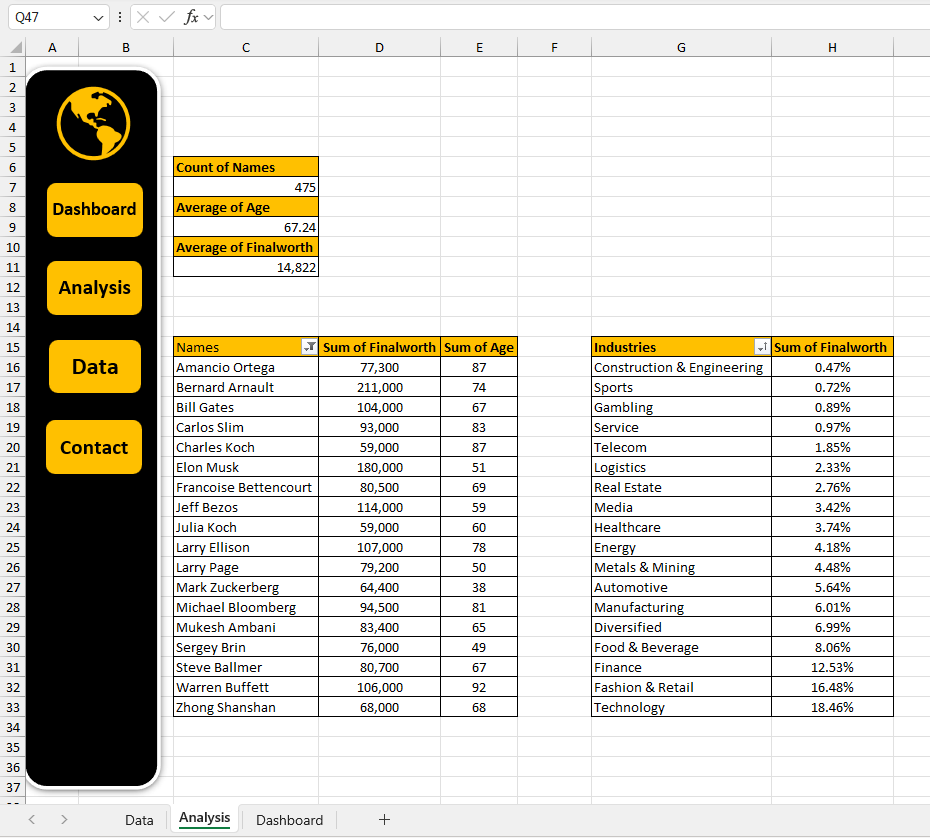 Q47 fx
A B C D E F G H
1
2
3
4
5
6 Count of Names
7 Dashboard 475
8 Average of Age
9 67.24
10 Average of Finalworth
11 Analysis 14,822
12
13
14
15 Data Names Sum of Finalworth Sum of Age Industries Sum of Finalworth
16 Amancio Ortega 77,300 87 Construction & Engineering 0.47%
17 Bernard Arnault 211,000 74 Sports 0.72%
18 Bill Gates 104,000 67 Gambling 0.89%
19 Contact Carlos Slim 93,000 83 Service 0.97%
20 Charles Koch 59,000 87 Telecom 1.85%
21 Elon Musk 180,000 51 Logistics 2.33%
22 Francoise Bettencourt 80,500 69 Real Estate 2.76%
23 Jeff Bezos 114,000 59 Media 3.42%
24 Julia Koch 59,000 60 Healthcare 3.74%
25 Larry Ellison 107,000 78 Energy 4.18%
26 Larry Page 79,200 50 Metals & Mining 4.48%
27 Mark Zuckerberg 64,400 38 Automotive 5.64%
28 Michael Bloomberg 94,500 81 Manufacturing 6.01%
29 Mukesh Ambani 83,400 65 Diversified 6.99%
30 Sergey Brin 76,000 49 Food & Beverage 8.06%
31 Steve Ballmer 80,700 67 Finance 12.53%
32 Warren Buffett 106,000 92 Fashion & Retail 16.48%
33 Zhong Shanshan 68,000 68 Technology 18.46%
34
35
36
37
Data Analysis Dashboard +